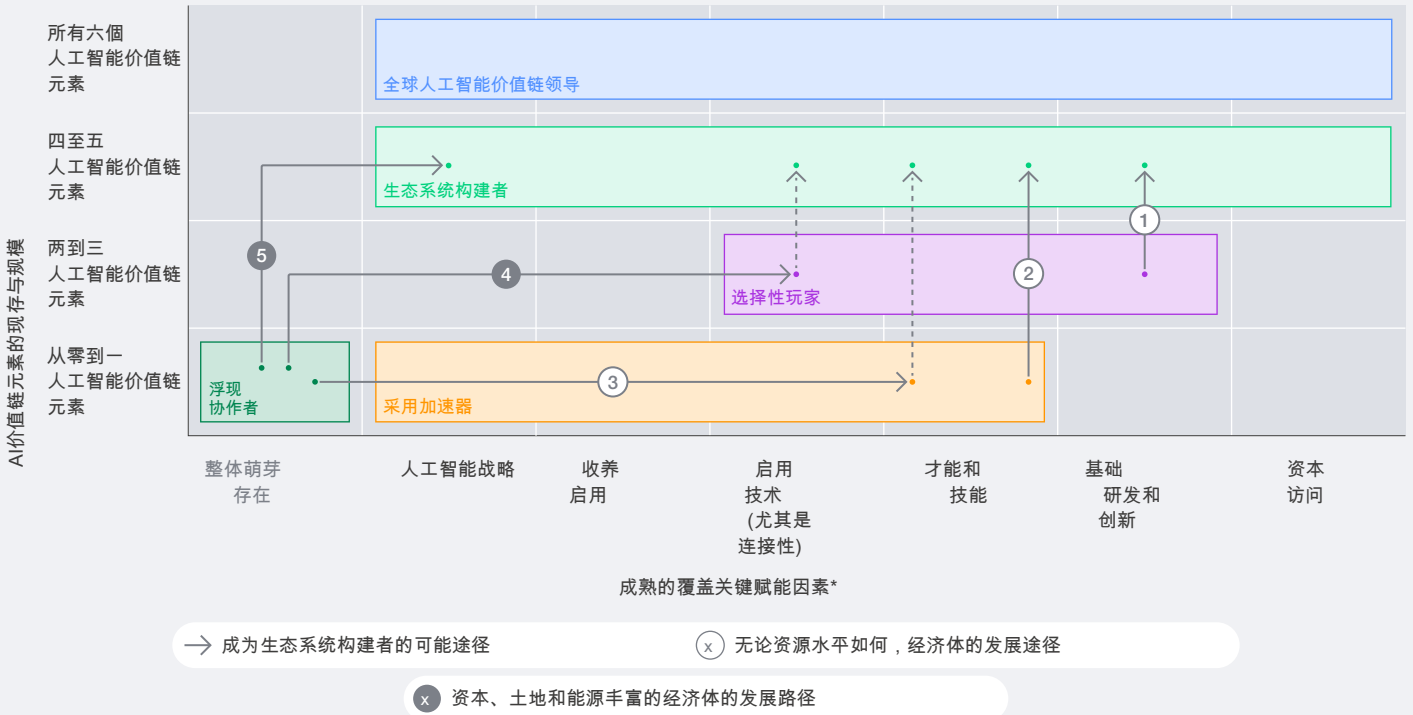 AI价值链元素的现存与规模
所有六個
人工智能价值链
元素
全球人工智能价值链领导
四至五
人工智能价值链
元素
生态系统构建者
1
两到三
人工智能价值链
元素
5
4
2
选择性玩家
从零到一
人工智能价值链
元素
浮现
协作者
3
采用加速器
整体萌芽
存在
人工智能战略
收养
启用
启用
技术
(尤其是
连接性)
才能和
技能
基础
研发和
创新
资本
访问
成熟的覆盖关键赋能因素*
成为生态系统构建者的可能途径
x 无论资源水平如何，经济体的发展途径
x 资本、土地和能源丰富的经济体的发展路径